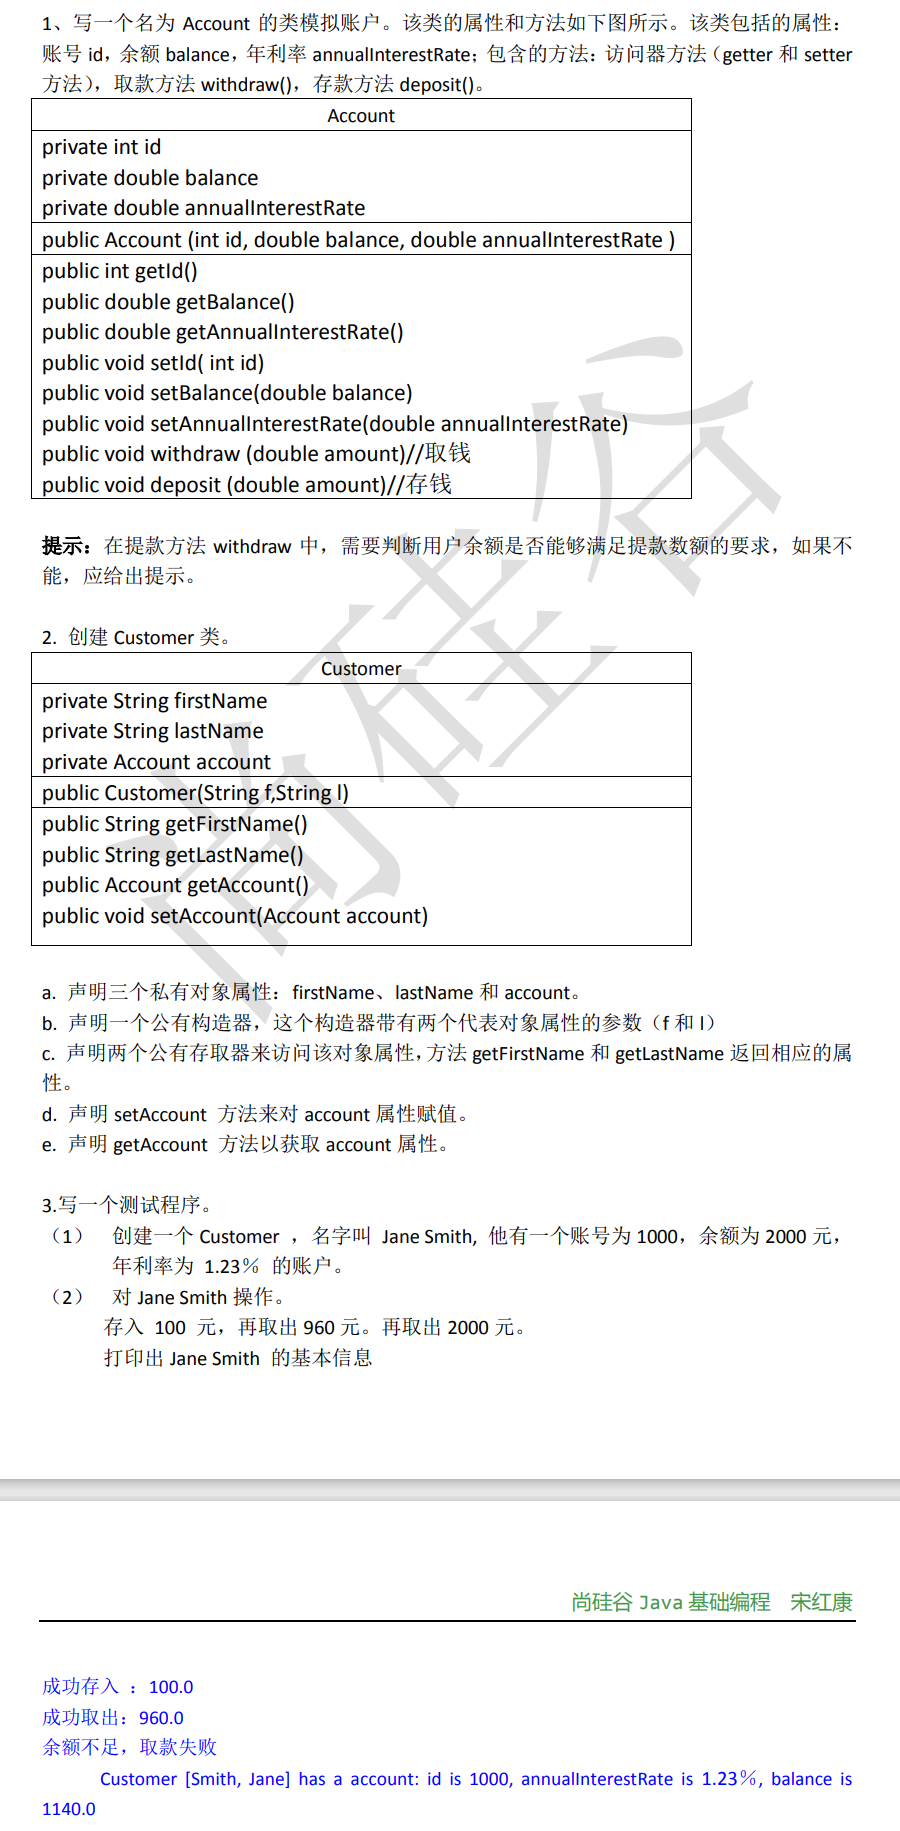 1、写一个名为 Account 的类模拟账户。该类的属性和方法如下图所示。该类包括的属性：
账号 id，余额 balance，年利率 annualInterestRate；包含的方法：访问器方法（getter 和 setter
方法），取款方法 withdraw()，存款方法 deposit()。
Account
private int id
private double balance
private double annualInterestRate
public Account (int id, double balance, double annualInterestRate )
public int getId()
public double getBalance()
public double getAnnualInterestRate()
public void setId( int id)
public void setBalance(double balance)
public void setAnnualInterestRate(double annualInterestRate)
public void withdraw (double amount)//取钱
public void deposit (double amount)//存钱
提示：在提款方法 withdraw 中，需要判断用户余额是否能够满足提款数额的要求，如果不
能，应给出提示。
2. 创建 Customer 类。
Customer
private String firstName
private String lastName
private Account account
public Customer(String f,String l)
public String getFirstName()
public String getLastName()
public Account getAccount()
public void setAccount(Account account)
a. 声明三个私有对象属性：firstName、lastName 和 account。
b. 声明一个公有构造器，这个构造器带有两个代表对象属性的参数（f 和 l）
c. 声明两个公有存取器来访问该对象属性，方法 getFirstName 和 getLastName 返回相应的属
性。
d. 声明 setAccount 方法来对 account 属性赋值。
e. 声明 getAccount 方法以获取 account 属性。
3.写一个测试程序。
（1） 创建一个 Customer ，名字叫 Jane Smith, 他有一个账号为 1000，余额为 2000 元，
年利率为 1.23％ 的账户。
（2） 对 Jane Smith 操作。
存入 100 元，再取出 960 元。再取出 2000 元。
打印出 Jane Smith 的基本信息
尚硅谷
尚硅谷 Java 基础编程 宋红康
成功存入 ：100.0
成功取出：960.0
余额不足，取款失败
Customer [Smith, Jane] has a account: id is 1000, annualInterestRate is 1.23％, balance is
1140.0